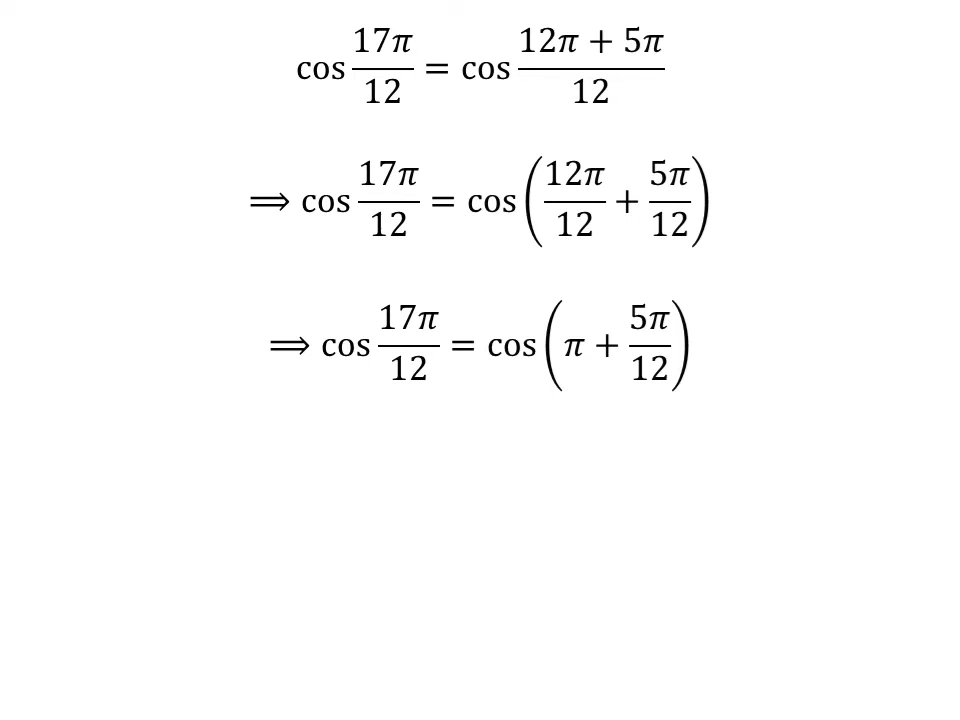 cos 17π/12 = cos (12π + 5π)/12
⟹ cos 17π/12 = cos (12π/12 + 5π/12)
⟹ cos 17π/12 = cos (π + 5π/12)